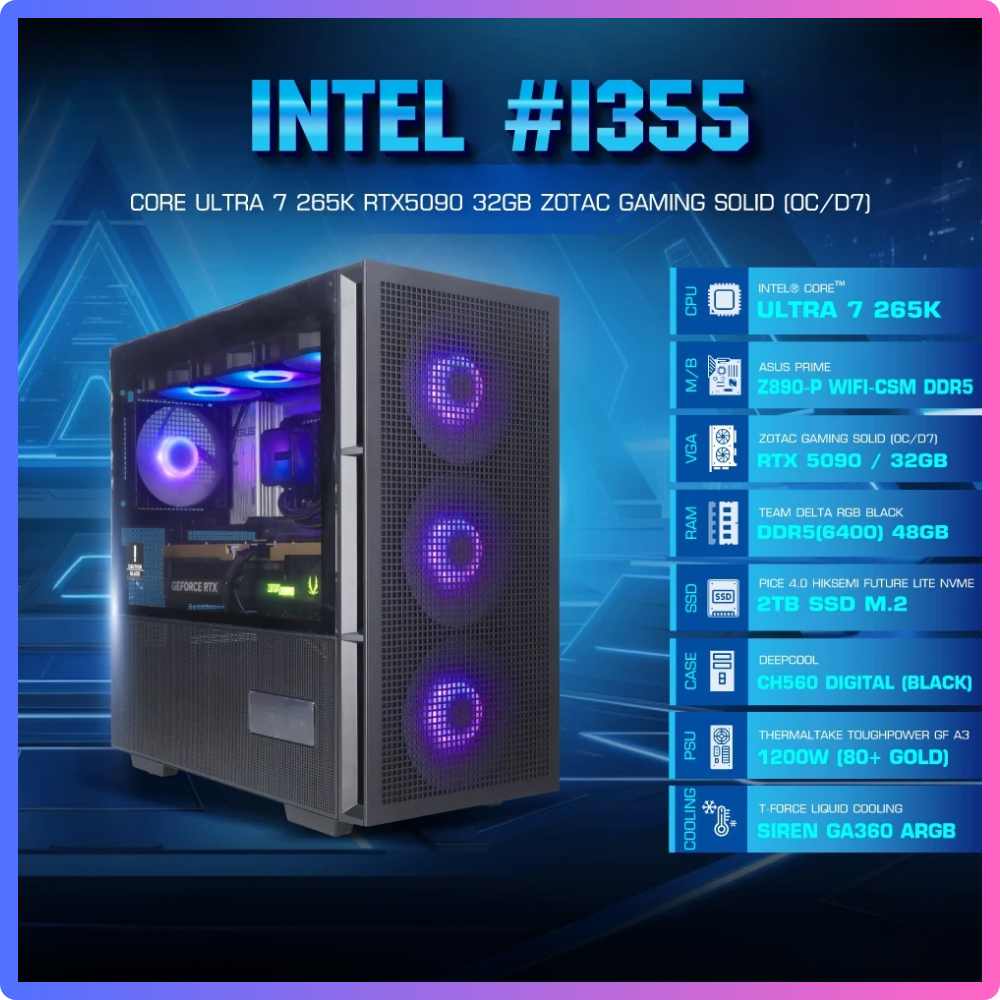 INTEL #I355
CORE ULTRA 7 265K RTX5090 32GB ZOTAC GAMING SOLID (OC/D7)
CPU
INTEL® CORE™
ULTRA 7 265K
M/B
ASUS PRIME
Z890-P WIFI-CSM DDR5
VGA
ZOTAC GAMING SOLID (OC/D7)
RTX 5090 / 32GB
RAM
TEAM DELTA RGB BLACK
DDR5(6400) 48GB
SSD
SSD
PICE 4.0 HIKSEMI FUTURE LITE NVME
2TB SSD M.2
CASE
DEEPCOOL
CH560 DIGITAL (BLACK)
PSU
THERMALTAKE TOUGHPOWER GF A3
1200W (80+ GOLD)
COOLING
T-FORCE LIQUID COOLING
SIREN GA360 ARGB
GEFORCE RTX